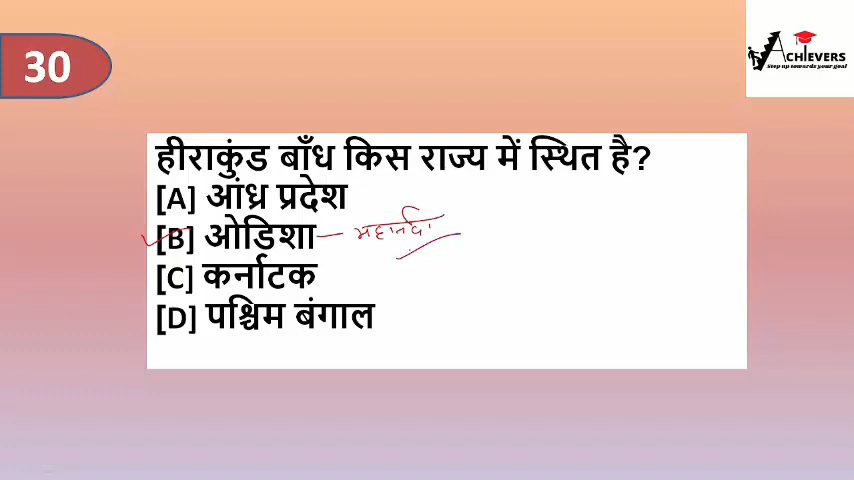 30
ACHIEVERS
Step up towards your goal
हीराकुंड बाँध किस राज्य में स्थित है?
[A] आंध्र प्रदेश
[B] ओडिशा – महानदी
[C] कर्नाटक
[D] पश्चिम बंगाल